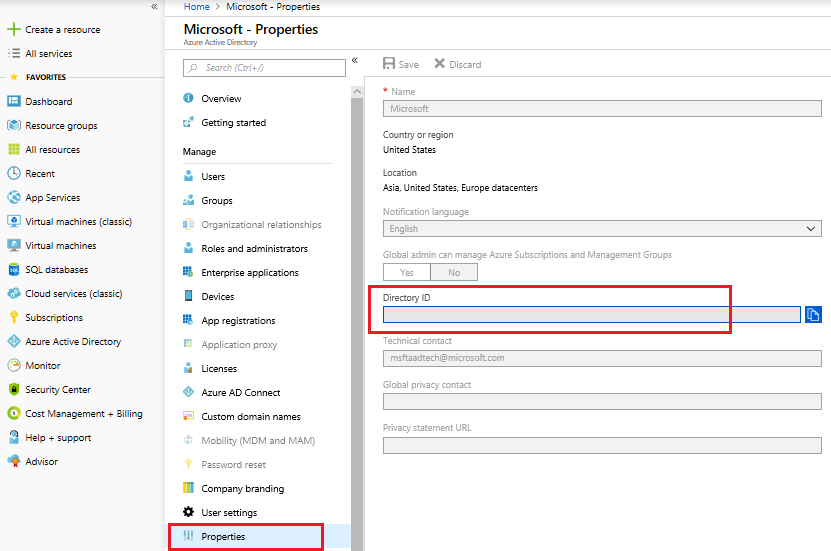 «
Create a resource
All services
FAVORITES
Dashboard
Resource groups
All resources
Recent
App Services
Virtual machines (classic)
Virtual machines
SQL databases
Cloud services (classic)
Subscriptions
Azure Active Directory
Monitor
Security Center
Cost Management + Billing
Help + support
Advisor
Home > Microsoft - Properties
Microsoft - Properties
Azure Active Directory
Search (Ctrl+/)
«
Overview
Getting started
Manage
Users
Groups
Organizational relationships
Roles and administrators
Enterprise applications
Devices
App registrations
Application proxy
Licenses
Azure AD Connect
Custom domain names
Mobility (MDM and MAM)
Password reset
Company branding
User settings
Properties
Save Discard
* Name
Microsoft
Country or region
United States
Location
Asia, United States, Europe datacenters
Notification language
English
Global admin can manage Azure Subscriptions and Management Groups
Yes No
Directory ID
Technical contact
msftaadtech@microsoft.com
Global privacy contact
Privacy statement URL